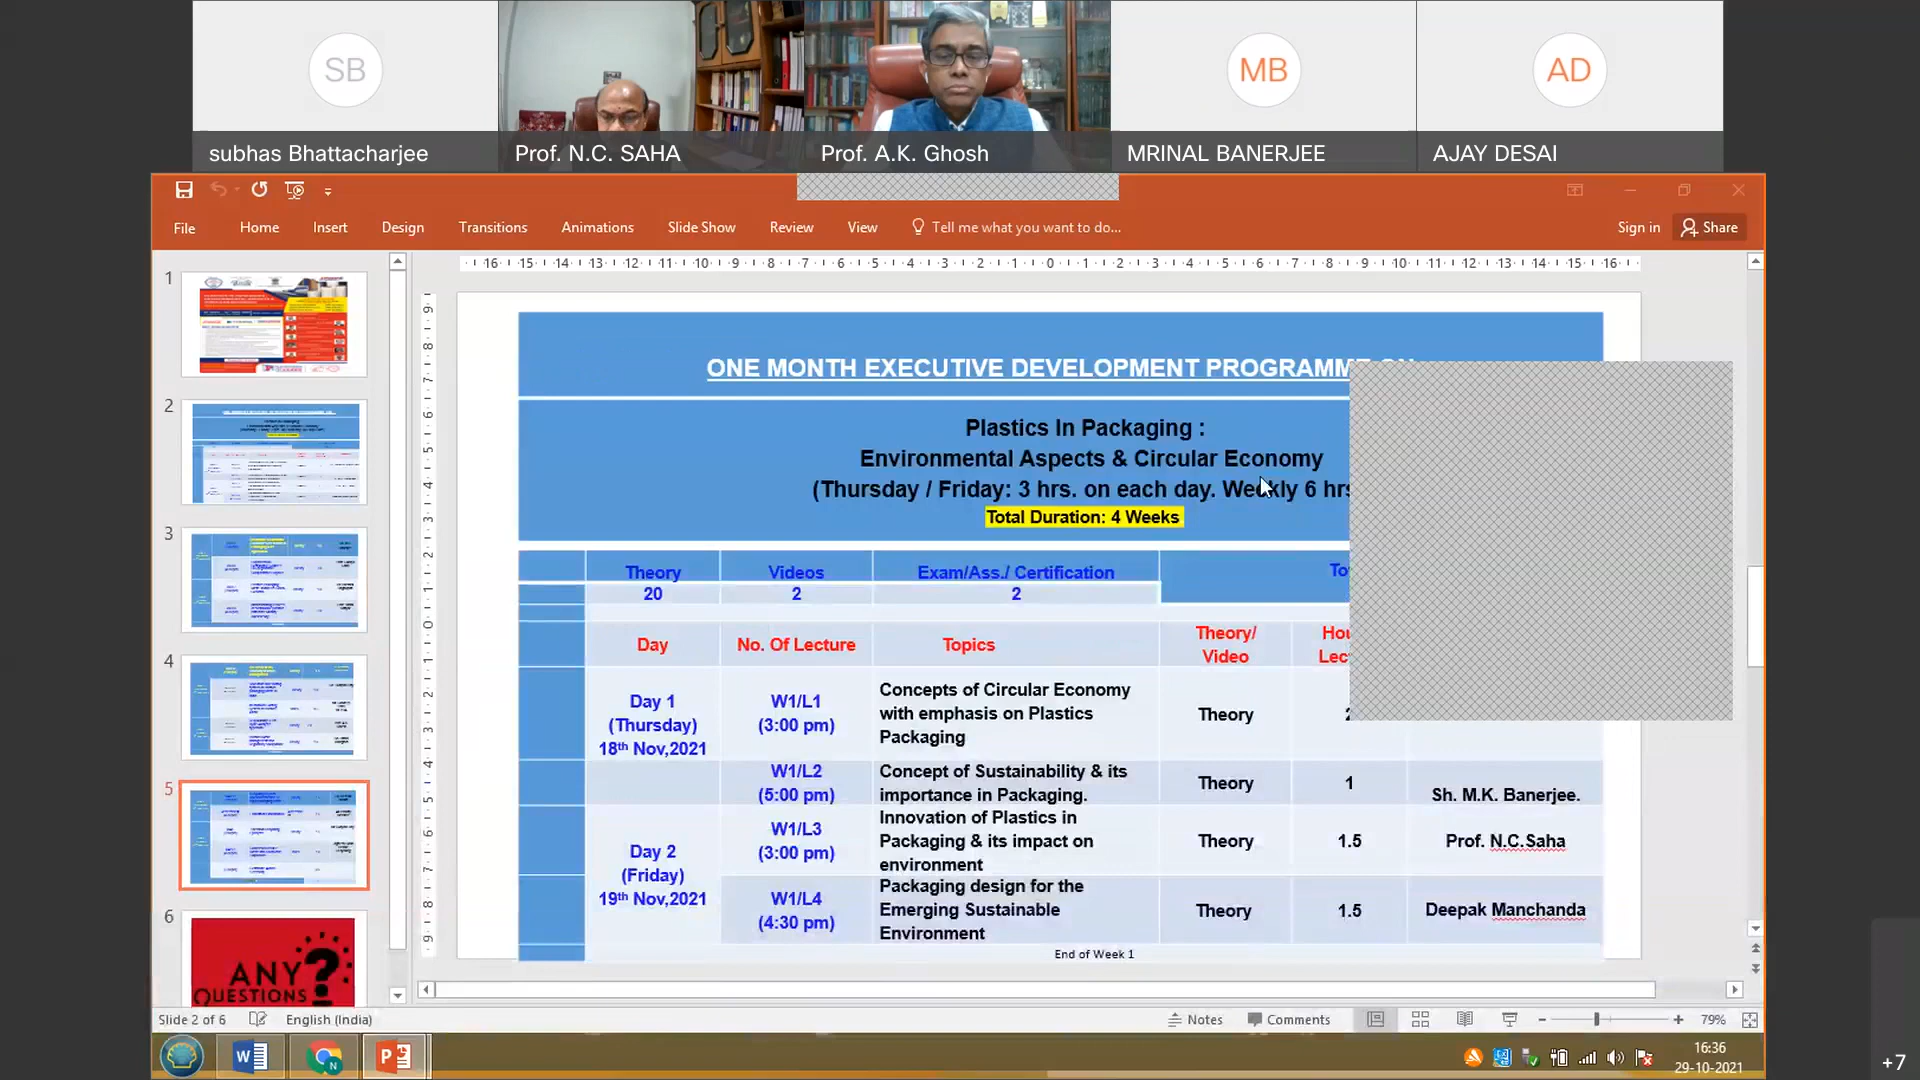 SB
MB
AD
subhas Bhattacharjee
Prof. N.C. SAHA
Prof. A.K. Ghosh
MRINAL BANERJEE
AJAY DESAI
File Home Insert Design Transitions Animations Slide Show Review View Tell me what you want to do...
Sign in Share
1
2
3
4
5
6
ANY
QUESTIONS
ONE MONTH EXECUTIVE DEVELOPMENT PROGRAMM
Plastics In Packaging :
Environmental Aspects & Circular Economy
(Thursday / Friday: 3 hrs. on each day. Weekly 6 hrs
Total Duration: 4 Weeks
Theory Videos Exam/Ass./ Certification
20 2 2
Day No. Of Lecture Topics Theory/
Video
Day 1
(Thursday)
18th Nov,2021
W1/L1
(3:00 pm)
Concepts of Circular Economy
with emphasis on Plastics
Packaging
Theory
W1/L2
(5:00 pm)
Concept of Sustainability & its
importance in Packaging.
Theory
1
Sh. M.K. Banerjee.
Day 2
(Friday)
19th Nov,2021
W1/L3
(3:00 pm)
Innovation of Plastics in
Packaging & its impact on
environment
Theory
1.5
Prof. N.C.Saha
W1/L4
(4:30 pm)
Packaging design for the
Emerging Sustainable
Environment
Theory
1.5
Deepak Manchanda
End of Week 1
Slide 2 of 6 English (India)
Notes Comments 79%
16:36
29-10-2021
+7